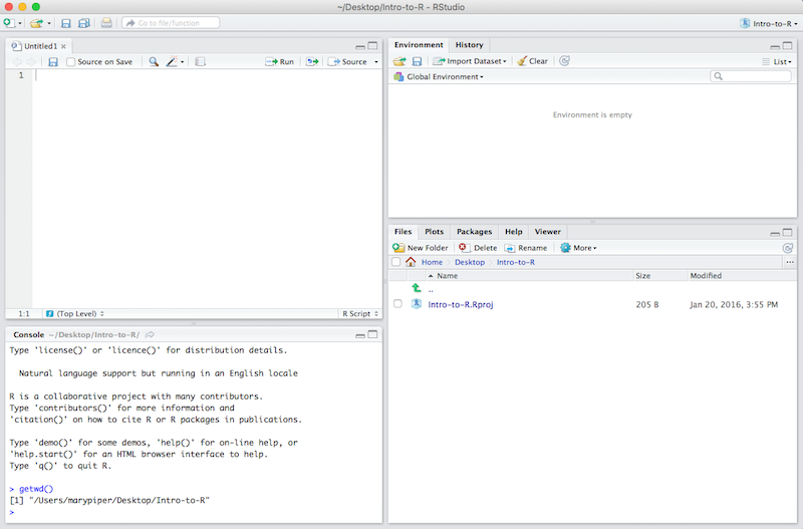 ~/Desktop/Intro-to-R - RStudio
Go to file/function
Intro-to-R
Untitled1
Source on Save
Run
Source
1
1:1
(Top Level)
R Script
Console ~/Desktop/Intro-to-R/
Type 'license()' or 'licence()' for distribution details.
Natural language support but running in an English locale
R is a collaborative project with many contributors.
Type 'contributors()' for more information and
'citation()' on how to cite R or R packages in publications.
Type 'demo()' for some demos, 'help()' for on-line help, or
'help.start()' for an HTML browser interface to help.
Type 'q()' to quit R.
> getwd()
[1] "/Users/marypiper/Desktop/Intro-to-R"
>
Environment History
Import Dataset Clear List
Global Environment
Environment is empty
Files Plots Packages Help Viewer
New Folder Delete Rename More
Home Desktop Intro-to-R ...
Name Size Modified
..
Intro-to-R.Rproj 205 B Jan 20, 2016, 3:55 PM